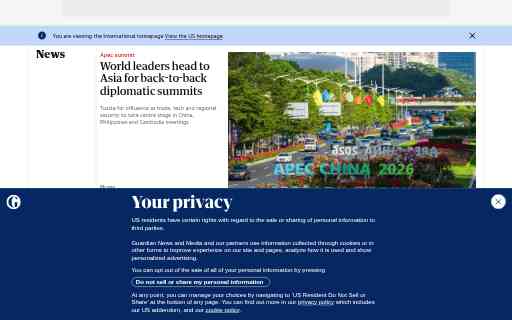 You are viewing the International homepage View the US homepage
News
Apec summit
World leaders head to
Asia for back-to-back
diplomatic summits
Tussle for influence at trade, tech and regional
security to take centre stage in China,
Philippines and Cambodia meetings
APEC CHINA 2026
Your privacy
US residents have certain rights with regard to the sale or sharing of personal information to
third parties.
Guardian News and Media and our partners use information collected through cookies or in
other forms to improve experience on our site and pages, analyze how it is used and show
personalized advertising.
You can opt out of the sale of all of your personal information by pressing
Do not sell or share my personal information
At any point, you can manage your choices by navigating to 'US Resident Do Not Sell or
Share' at the bottom of any page. You can find out more in our privacy policy which includes
our US addendum, and our cookie policy.